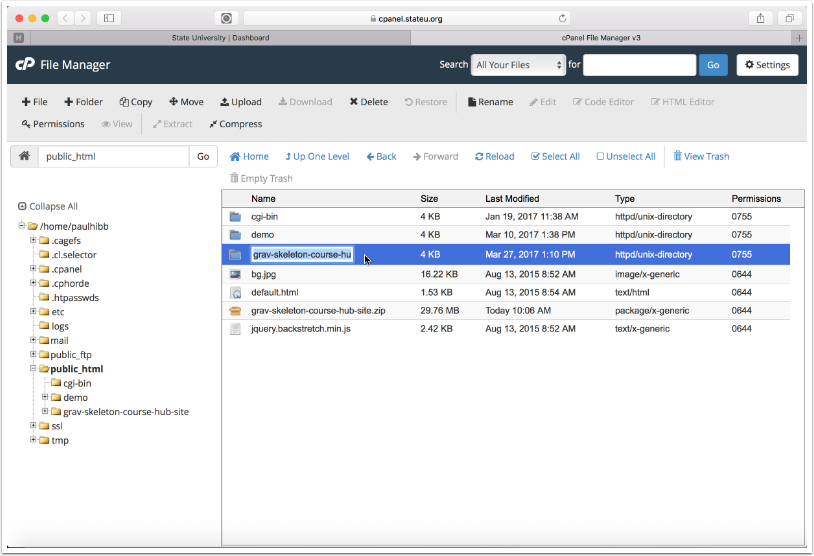 cpanel.stateu.org
H State University | Dashboard cPanel File Manager v3 +
cP File Manager Search All Your Files for Go Settings
File Folder Copy Move Upload Download Delete Restore Rename Edit Code Editor HTML Editor
Permissions View Extract Compress
public_html Go Home Up One Level Back Forward Reload Select All Unselect All View Trash
Empty Trash
Collapse All
/home/paulhibb
.cagefs
.cl.selector
.cpanel
.cphorde
.htpasswds
etc
logs
mail
public_ftp
public_html
cgi-bin
demo
grav-skeleton-course-hub-site
ssl
tmp
Name Size Last Modified Type Permissions
cgi-bin 4 KB Jan 19, 2017 11:38 AM httpd/unix-directory 0755
demo 4 KB Mar 10, 2017 1:38 PM httpd/unix-directory 0755
grav-skeleton-course-hu 4 KB Mar 27, 2017 1:10 PM httpd/unix-directory 0755
bg.jpg 16.22 KB Aug 13, 2015 8:52 AM image/x-generic 0644
default.html 1.53 KB Aug 13, 2015 8:54 AM text/html 0644
grav-skeleton-course-hub-site.zip 29.76 MB Today 10:06 AM package/x-generic 0644
jquery.backstretch.min.js 2.42 KB Aug 13, 2015 8:52 AM text/x-generic 0644